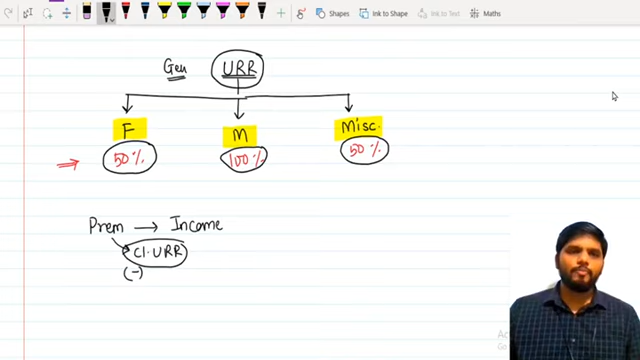 Shapes Ink to Shape Ink to Text Maths
Gen URR
F M Misc.
50% 100% 50%
Prem → Income
Cl. URR
(-)